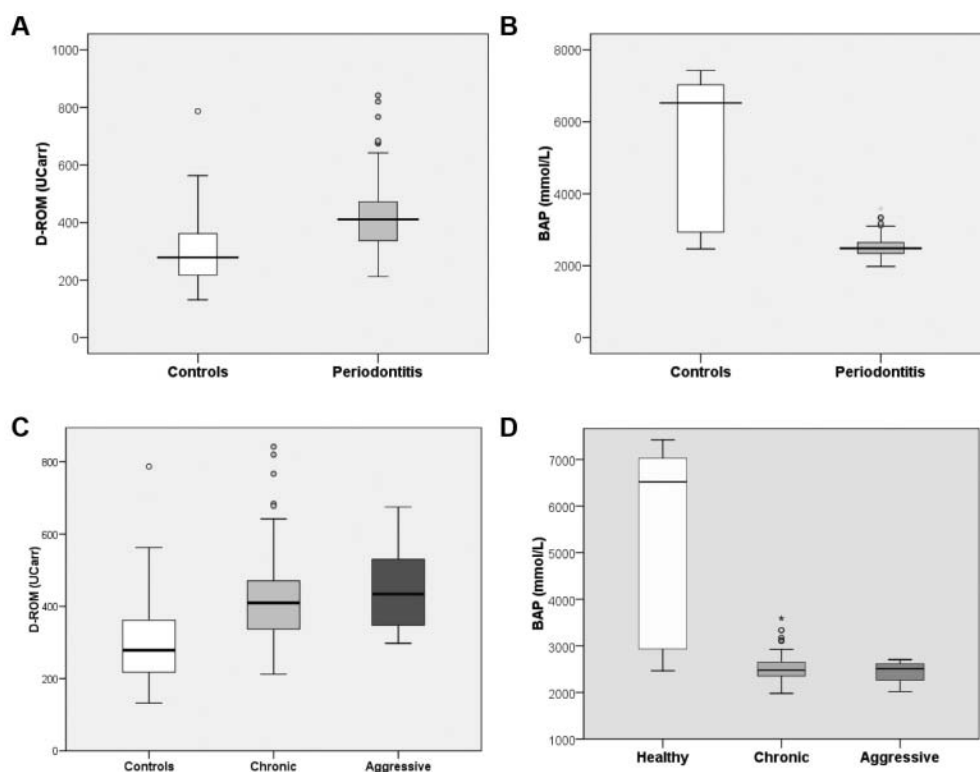 A
D-ROM (UCarr)
1000
800
600
400
200
0
Controls Periodontitis
B
BAP (mmol/L)
8000
6000
4000
2000
0
Controls Periodontitis
C
D-ROM (UCarr)
800
600
400
200
0
Controls Chronic Aggressive
D
BAP (mmol/L)
7000
6000
5000
4000
3000
2000
1000
Healthy Chronic Aggressive